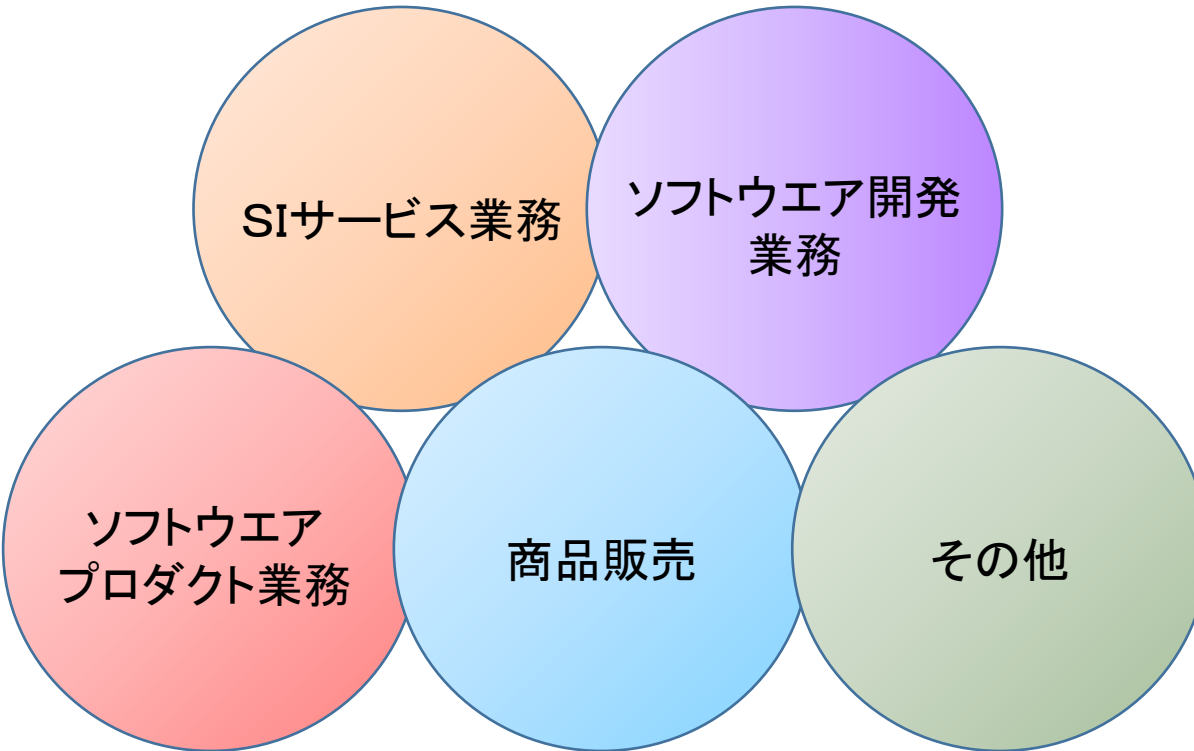 SIサービス業務
ソフトウエア開発
業務
ソフトウエア
プロダクト業務
商品販売
その他